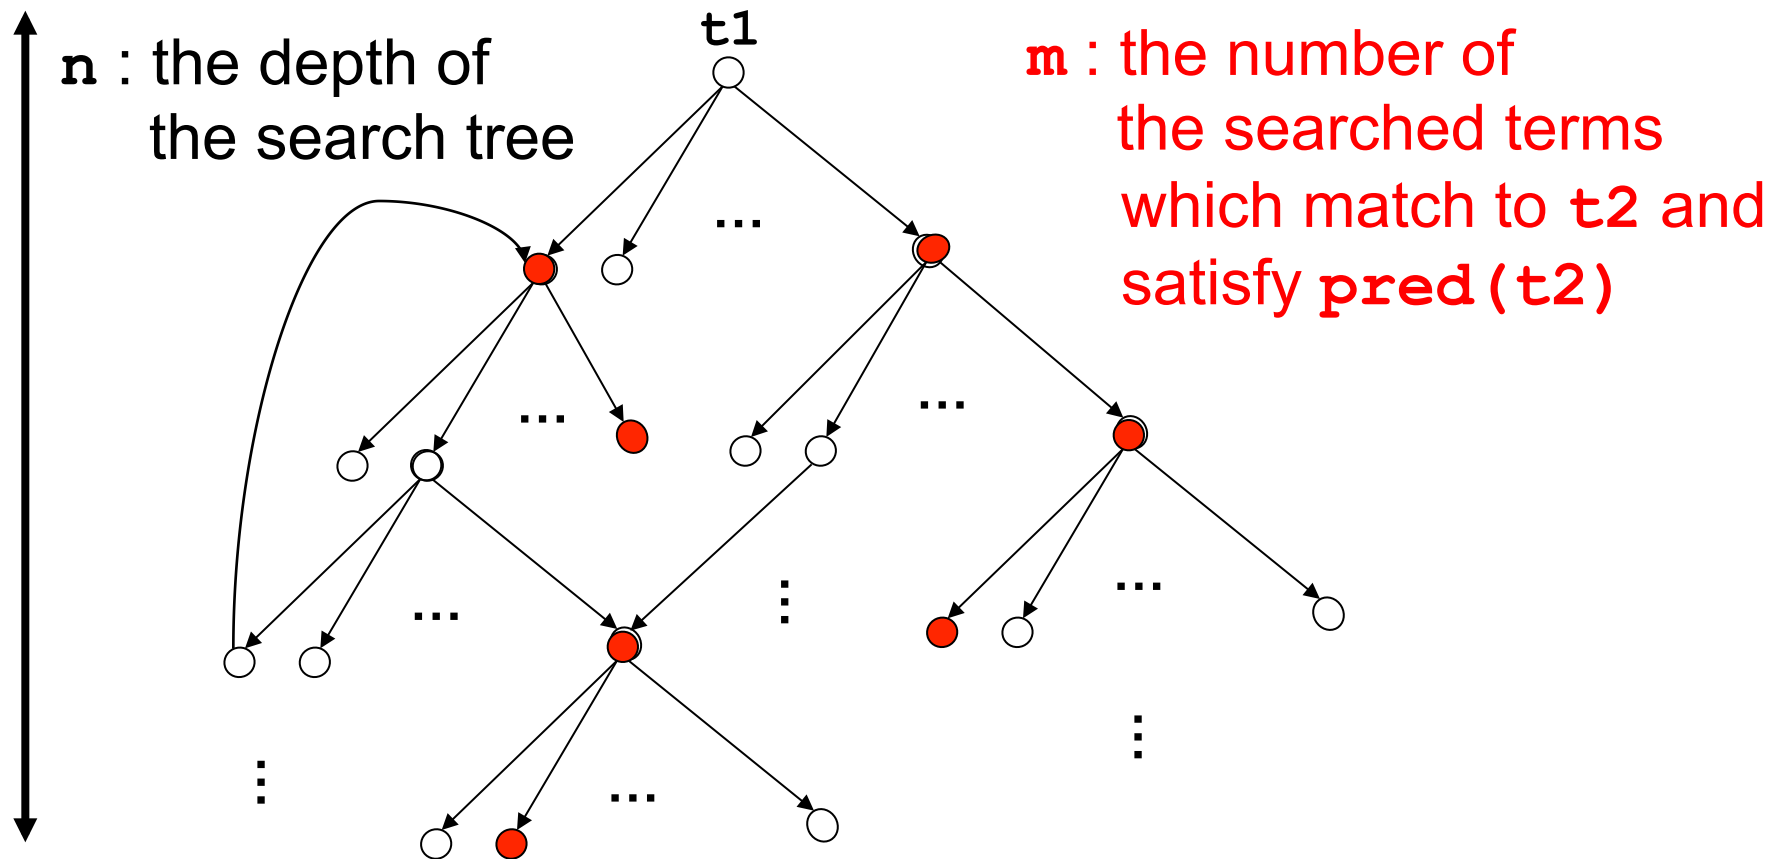 t1
n : the depth of
the search tree
m : the number of
the searched terms
which match to t2 and
satisfy pred(t2)
...
...
...
...
...
...
⋮
⋮
⋮